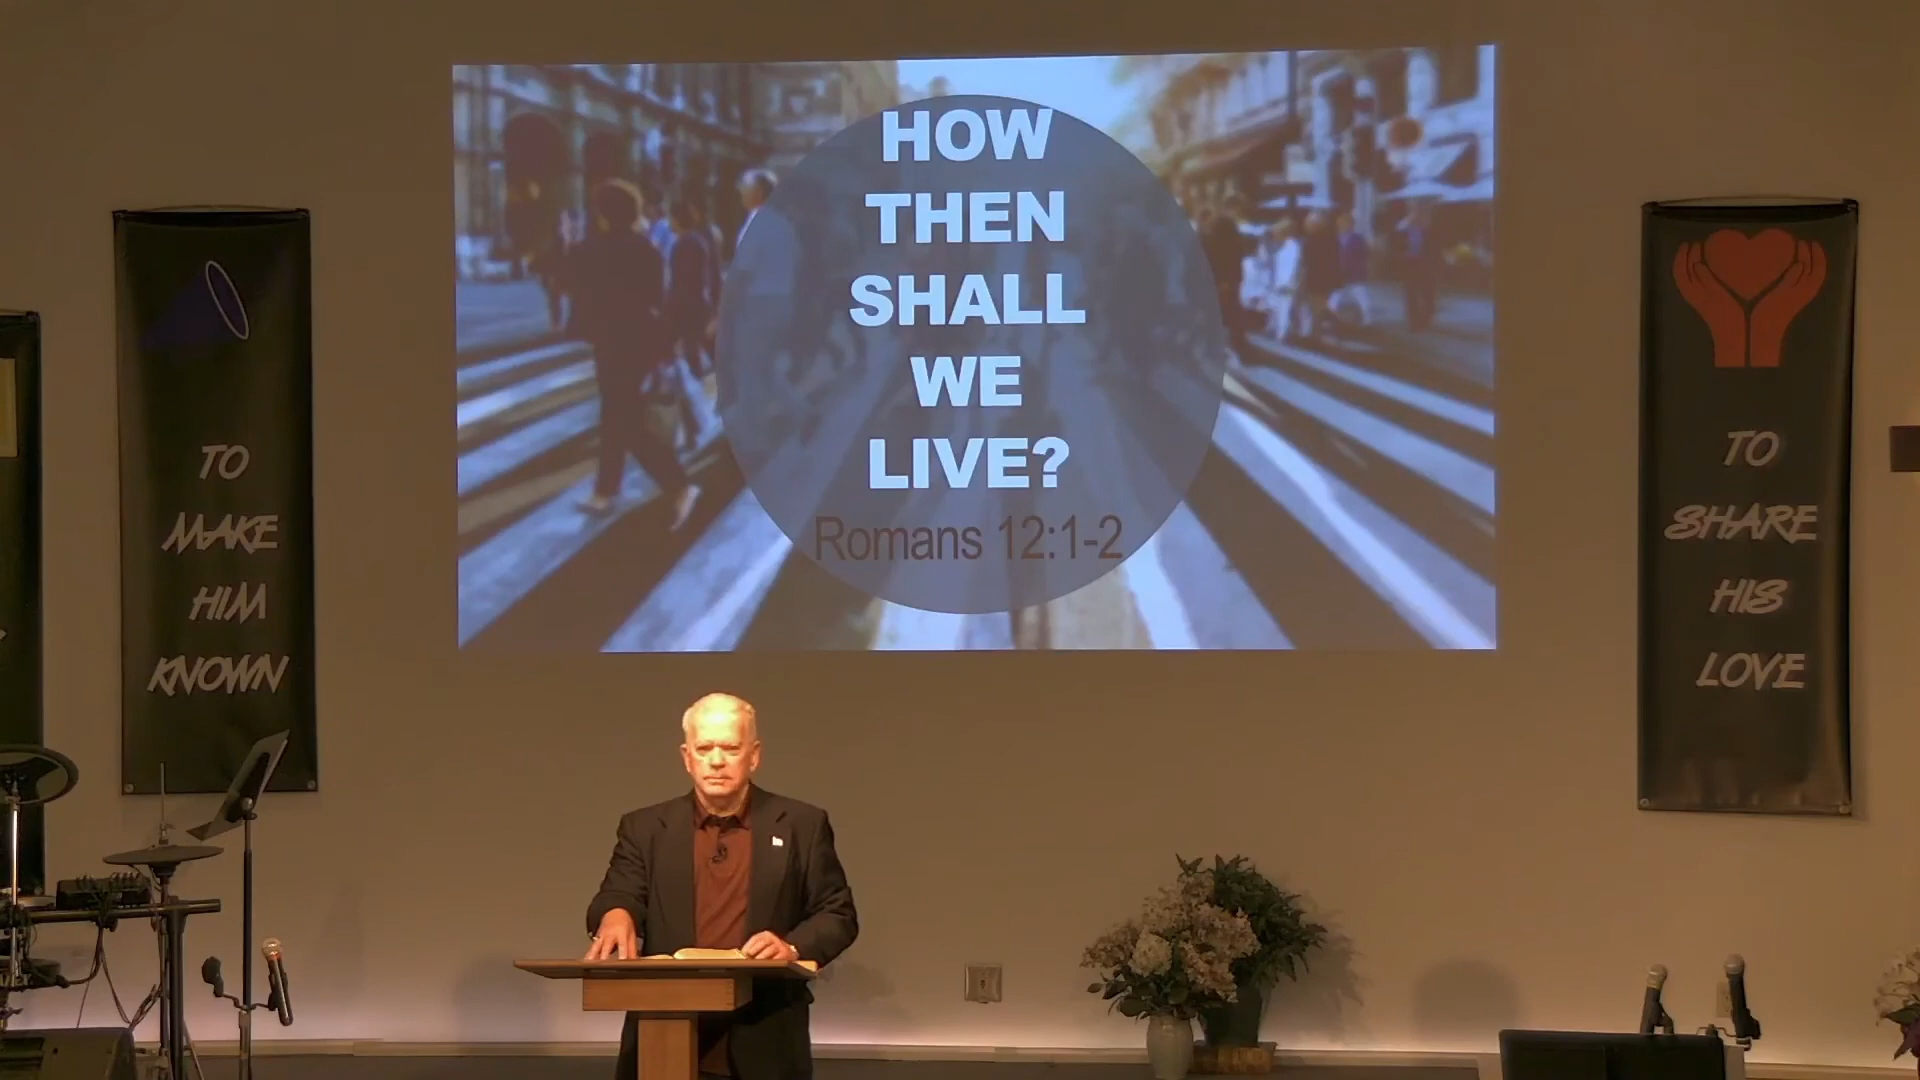 HOW
THEN
SHALL
WE
LIVE?
Romans 12:1-2
TO
MAKE
HIM
KNOWN
TO
SHARE
HIS
LOVE